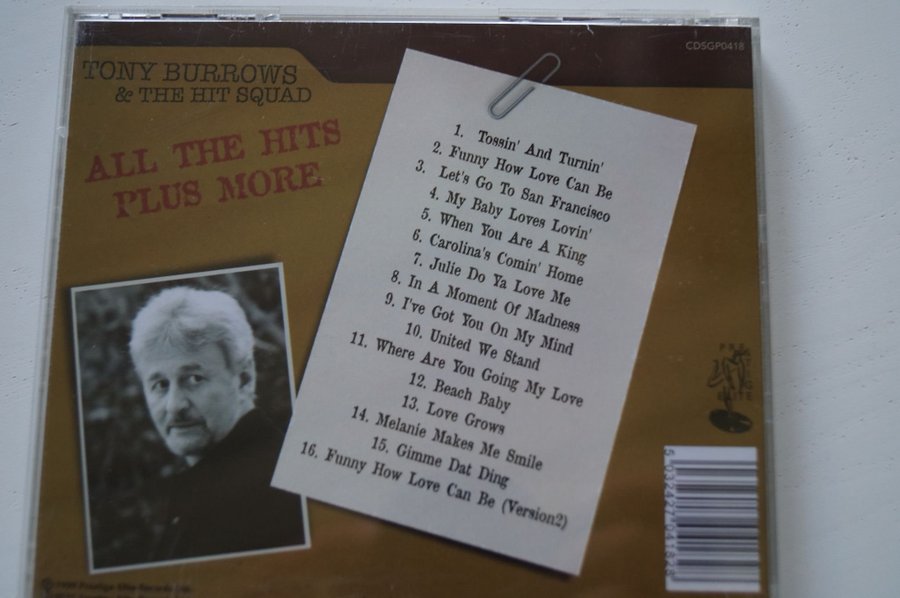 CDSGP0418
TONY BURROWS
& THE HIT SQUAD
ALL THE HITS
PLUS MORE
1. Tossin' And Turnin'
2. Funny How Love Can Be
3. Let's Go To San Francisco
4. My Baby Loves Lovin'
5. When You Are A King
6. Carolina's Comin' Home
7. Julie Do Ya Love Me
8. In A Moment Of Madness
9. I've Got You On My Mind
10. United We Stand
11. Where Are You Going My Love
12. Beach Baby
13. Love Grows
14. Melanie Makes Me Smile
15. Gimme Dat Ding
16. Funny How Love Can Be (Version2)